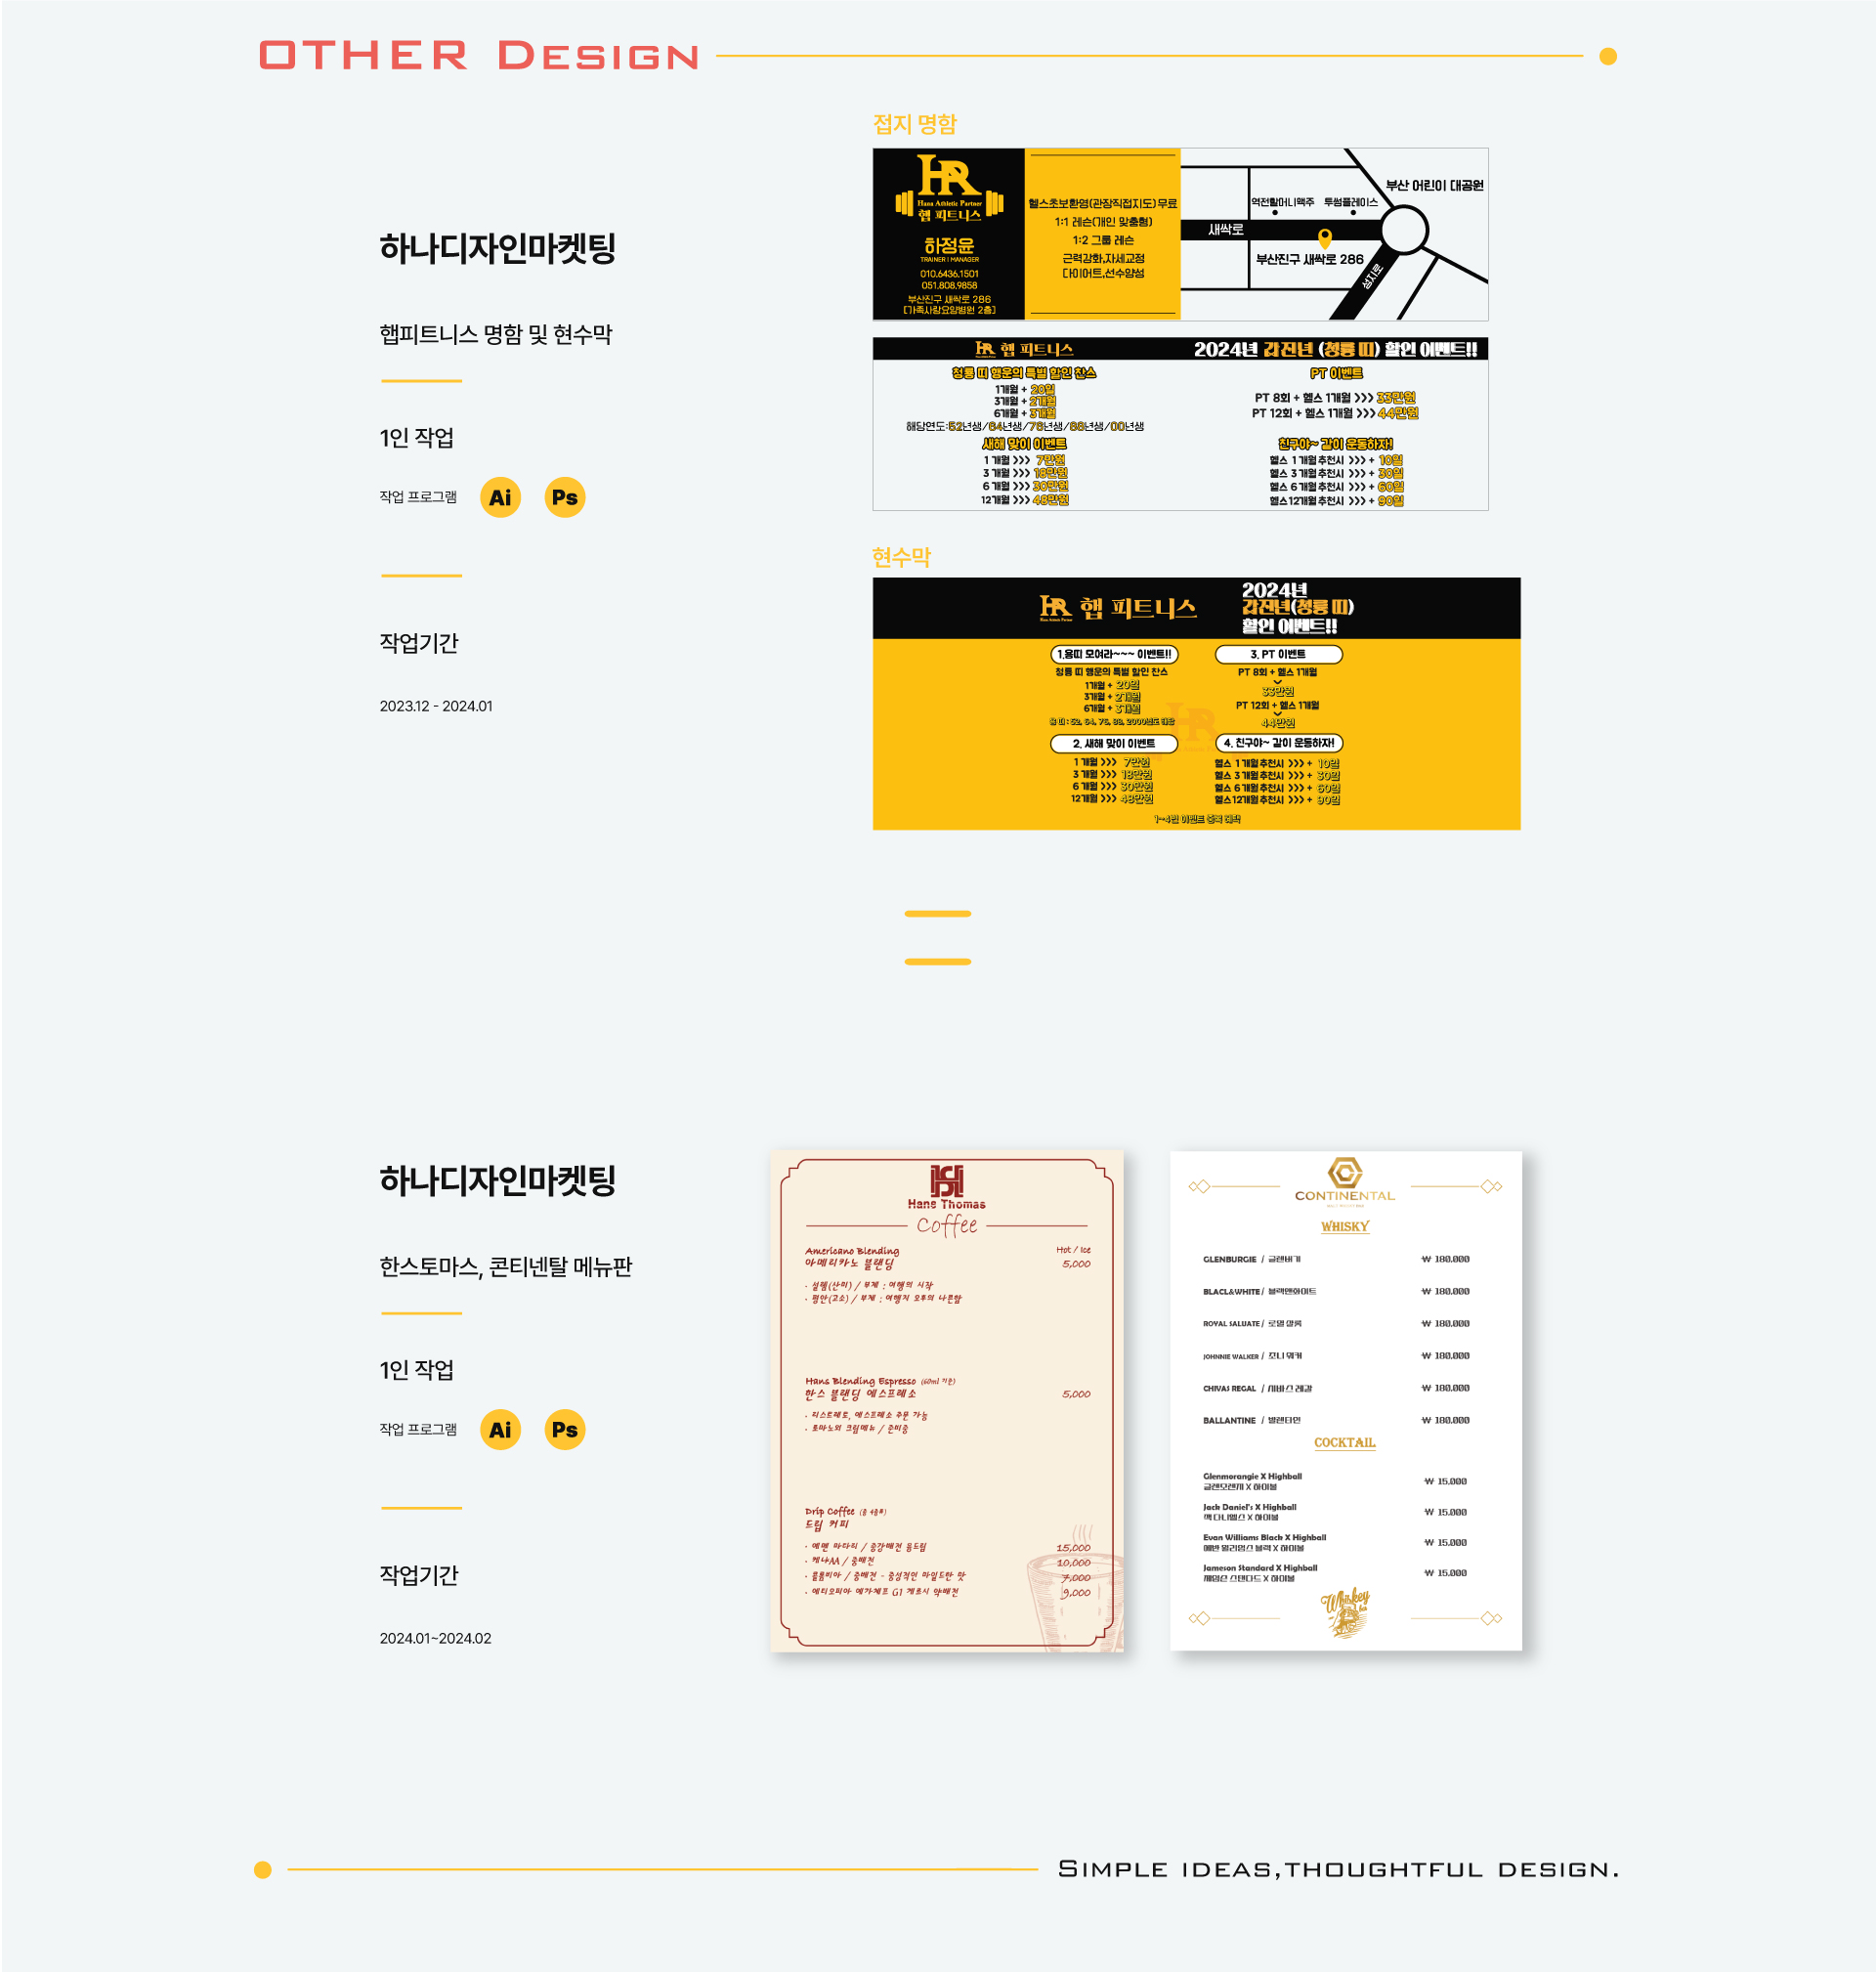 OTHER DESIGN
하나디자인마켓팅
햅피트니스 명함 및 현수막
1인 작업
작업 프로그램 Ai Ps
작업기간
2023.12 - 2024.01
접지 명함
HR
Hana Athletic Partner
햅 피트니스
하정윤
TRAINER I MANAGER
010.6436.1501
051.808.9858
부산진구 새싹로 286
[가족사랑요양병원 2층]
헬스초보환영(관장직접지도)무료
1:1 레슨(개인 맞춤형)
1:2 그룹 레슨
근력강화,자세교정
다이어트,선수양성
부산 어린이 대공원
역전할머니맥주 투썸플레이스
새싹로
부산진구 새싹로 286
성지로
HR 햅 피트니스
2024년 갑진년 (청룡 띠) 할인 이벤트!!
청룡 띠 행운의 특별 할인 찬스
1개월 + 20일
3개월 + 2개월
6개월 + 3개월
해당연도:52년생/64년생/76년생/88년생/00년생
새해 맞이 이벤트
1 개월 >>> 7만원
3 개월 >>> 18만원
6 개월 >>> 30만원
12개월 >>> 48만원
PT 이벤트
PT 8회 + 헬스 1개월 >>> 33만원
PT 12회 + 헬스 1개월 >>> 44만원
친구야~ 같이 운동하자!
헬스 1개월추천시 >>> + 10일
헬스 3개월추천시 >>> + 30일
헬스 6개월추천시 >>> + 60일
헬스12개월추천시 >>> + 90일
현수막
HR 햅 피트니스
2024년
갑진년(청룡 띠)
할인 이벤트!!
1.용띠 모여라~~~ 이벤트!!
청룡 띠 행운의 특별 할인 찬스
1개월 + 20일
3개월 + 2개월
6개월 + 3개월
용 띠 : 52, 64, 76, 88, 2000년도 해당
2. 새해 맞이 이벤트
1 개월 >>> 7만원
3 개월 >>> 18만원
6 개월 >>> 30만원
12개월 >>> 48만원
3. PT 이벤트
PT 8회 + 헬스 1개월
33만원
PT 12회 + 헬스 1개월
44만원
4. 친구야~ 같이 운동하자!
헬스 1개월추천시 >>> + 10일
헬스 3개월추천시 >>> + 30일
헬스 6개월추천시 >>> + 60일
헬스12개월추천시 >>> + 90일
1~4번 이벤트 중복 혜택
하나디자인마켓팅
한스토마스, 콘티넨탈 메뉴판
1인 작업
작업 프로그램 Ai Ps
작업기간
2024.01~2024.02
Hans Thomas
Coffee
Americano Blending Hot / Ice
아메리카노 블랜딩 5,000
· 설렘(산미) / 부제 : 여행의 시작
· 평안(고소) / 부제 : 여행지 오후의 나른함
Hans Blending Espresso (60ml 기준)
한스 블랜딩 에스프레소 5,000
· 리스트레토, 에스프레소 주문 가능
· 토마노의 크림메뉴 / 준비중
Drip Coffee (총 4종류)
드립 커피
· 예멘 마타리 / 중강배전 융드립 15,000
· 케냐AA / 중배전 10,000
· 콜롬비아 / 중배전 - 중성적인 마일드한 맛 7,000
· 에티오피아 예가체프 G1 게르시 약배전 9,000
CONTINENTAL
WHISKY
GLENBURGIE / 글렌버기 ₩ 180.000
BLACL&WHITE / 블랙앤화이트 ₩ 180.000
ROYAL SALUATE / 로열 살룻 ₩ 180.000
JOHNNIE WALKER / 조니 워커 ₩ 180.000
CHIVAS REGAL / 시바스 레갈 ₩ 180.000
BALLANTINE / 발렌타인 ₩ 180.000
COCKTAIL
Glenmorangie X Highball
글렌모렌지 X 하이볼 ₩ 15.000
Jack Daniel's X Highball
잭 다니엘스 X 하이볼 ₩ 15.000
Evan Williams Black X Highball
에반 윌리엄스 블랙 X 하이볼 ₩ 15.000
Jameson Standard X Highball
제임슨 스탠다드 X 하이볼 ₩ 15.000
Whiskey
SIMPLE IDEAS,THOUGHTFUL DESIGN.